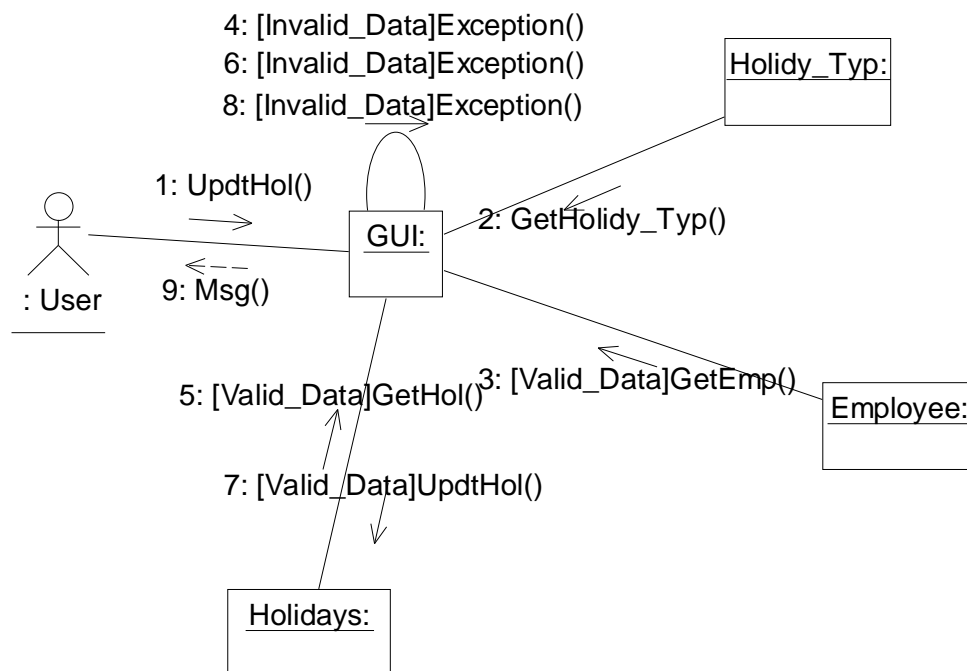 4: [Invalid_Data]Exception()
6: [Invalid_Data]Exception()
8: [Invalid_Data]Exception()
Holidy_Typ:
1: UpdtHol()
GUI:
2: GetHolidy_Typ()
9: Msg()
: User
5: [Valid_Data]GetHol()
3: [Valid_Data]GetEmp()
Employee:
7: [Valid_Data]UpdtHol()
Holidays: